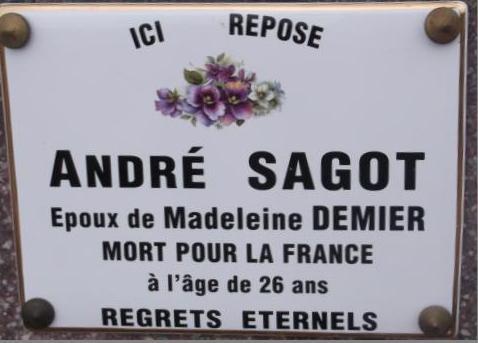 ICI REPOSE
ANDRÉ SAGOT
Epoux de Madeleine DEMIER
MORT POUR LA FRANCE
à l'âge de 26 ans
REGRETS ETERNELS